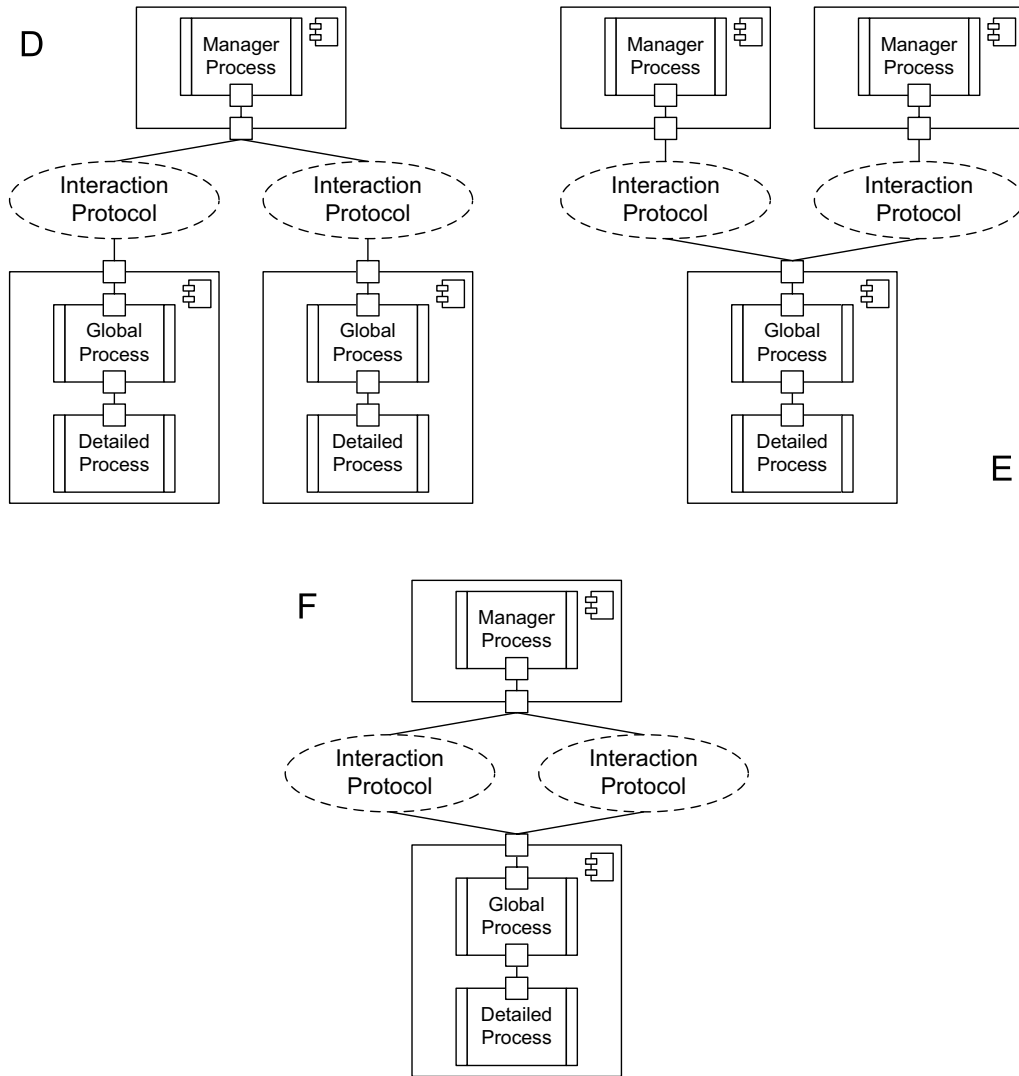 D
Manager
Process
Interaction
Protocol
Interaction
Protocol
Global
Process
Detailed
Process
Global
Process
Detailed
Process
Manager
Process
Manager
Process
Interaction
Protocol
Interaction
Protocol
Global
Process
Detailed
Process
E
F
Manager
Process
Interaction
Protocol
Interaction
Protocol
Global
Process
Detailed
Process